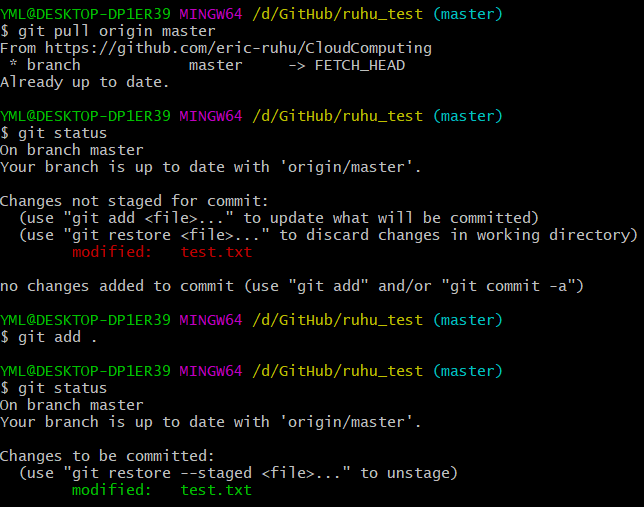 YML@DESKTOP-DP1ER39 MINGW64 /d/GitHub/ruhu_test (master)
$ git pull origin master
From https://github.com/eric-ruhu/CloudComputing
 * branch            master     -> FETCH_HEAD
Already up to date.

YML@DESKTOP-DP1ER39 MINGW64 /d/GitHub/ruhu_test (master)
$ git status
On branch master
Your branch is up to date with 'origin/master'.

Changes not staged for commit:
  (use "git add <file>..." to update what will be committed)
  (use "git restore <file>..." to discard changes in working directory)
        modified:   test.txt

no changes added to commit (use "git add" and/or "git commit -a")

YML@DESKTOP-DP1ER39 MINGW64 /d/GitHub/ruhu_test (master)
$ git add .

YML@DESKTOP-DP1ER39 MINGW64 /d/GitHub/ruhu_test (master)
$ git status
On branch master
Your branch is up to date with 'origin/master'.

Changes to be committed:
  (use "git restore --staged <file>..." to unstage)
        modified:   test.txt